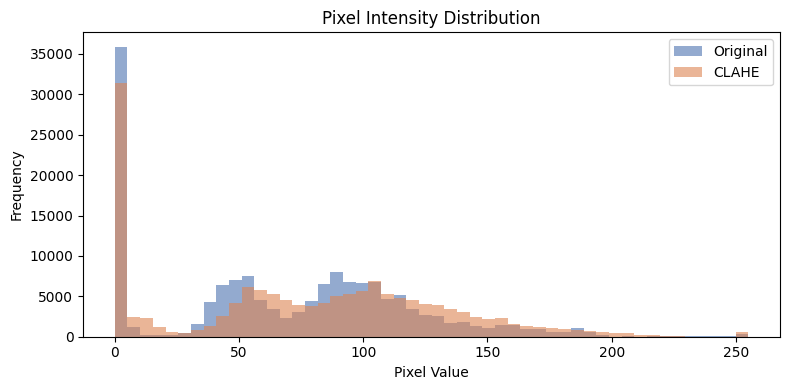 Pixel Intensity Distribution
Original
CLAHE
35000
30000
25000
20000
15000
10000
5000
0
Frequency
0 50 100 150 200 250
Pixel Value